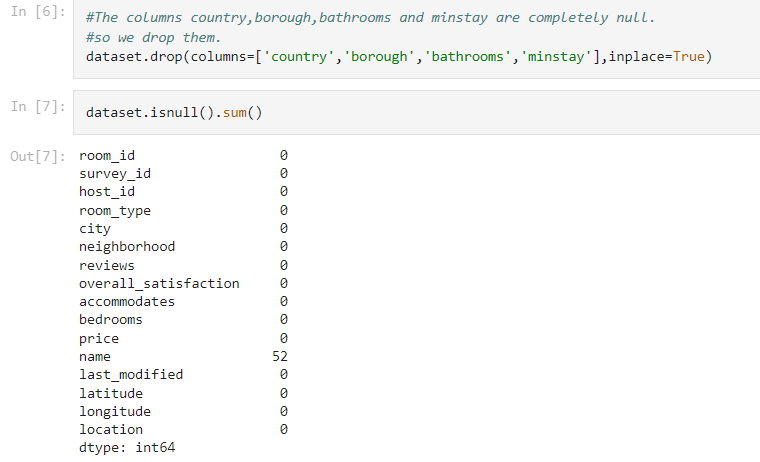 In [6]:
#The columns country,borough,bathrooms and minstay are completely null.
#so we drop them.
dataset.drop(columns=['country','borough','bathrooms','minstay'],inplace=True)
In [7]:
dataset.isnull().sum()
Out[7]:
room_id 0
survey_id 0
host_id 0
room_type 0
city 0
neighborhood 0
reviews 0
overall_satisfaction 0
accommodates 0
bedrooms 0
price 0
name 52
last_modified 0
latitude 0
longitude 0
location 0
dtype: int64